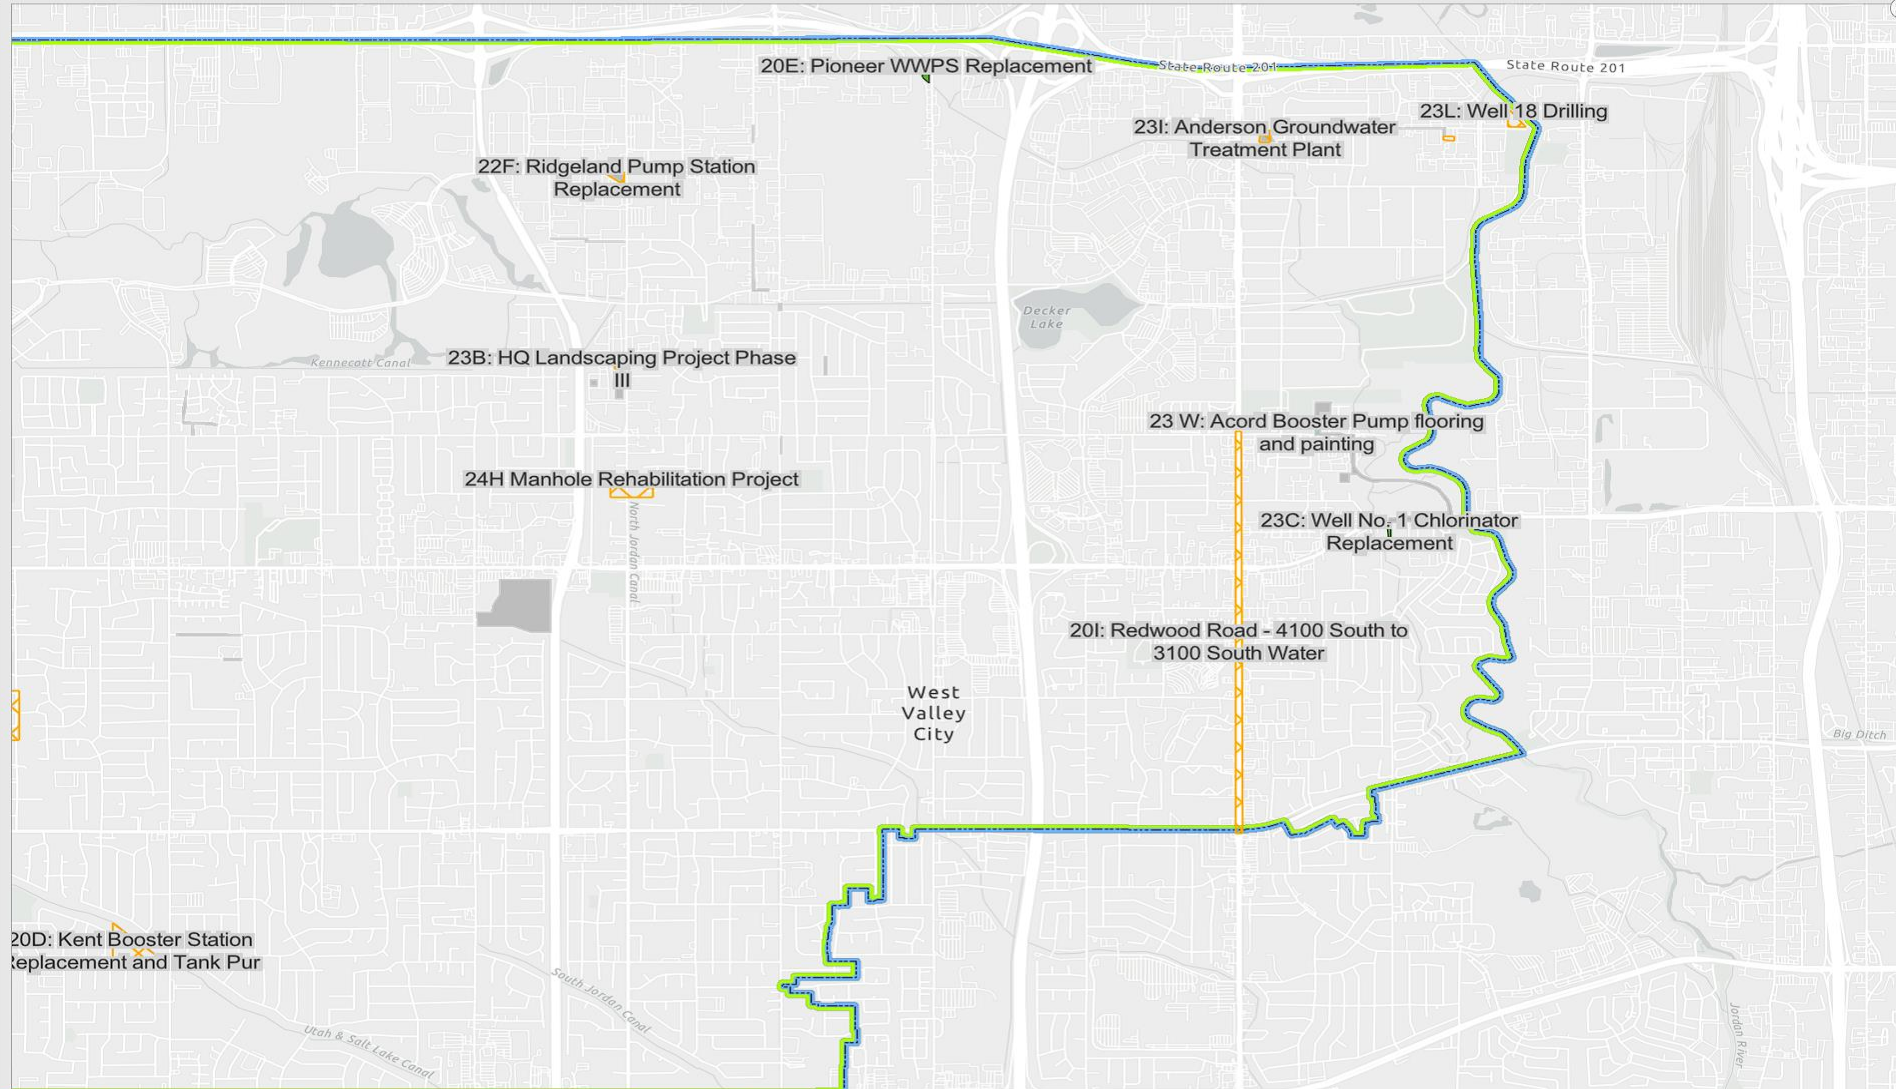 20E: Pioneer WWPS Replacement
State Route 201
State Route 201
23L: Well 18 Drilling
23I: Anderson Groundwater
Treatment Plant
22F: Ridgeland Pump Station
Replacement
Decker
Lake
Kennecott Canal
23B: HQ Landscaping Project Phase
III
23 W: Acord Booster Pump flooring
and painting
24H Manhole Rehabilitation Project
North Jordan Canal
23C: Well No. 1 Chlorinator
Replacement
20I: Redwood Road - 4100 South to
3100 South Water
West
Valley
City
Big Ditch
20D: Kent Booster Station
Replacement and Tank Pur
South Jordan Canal
Utah & Salt Lake Canal
Jordan River